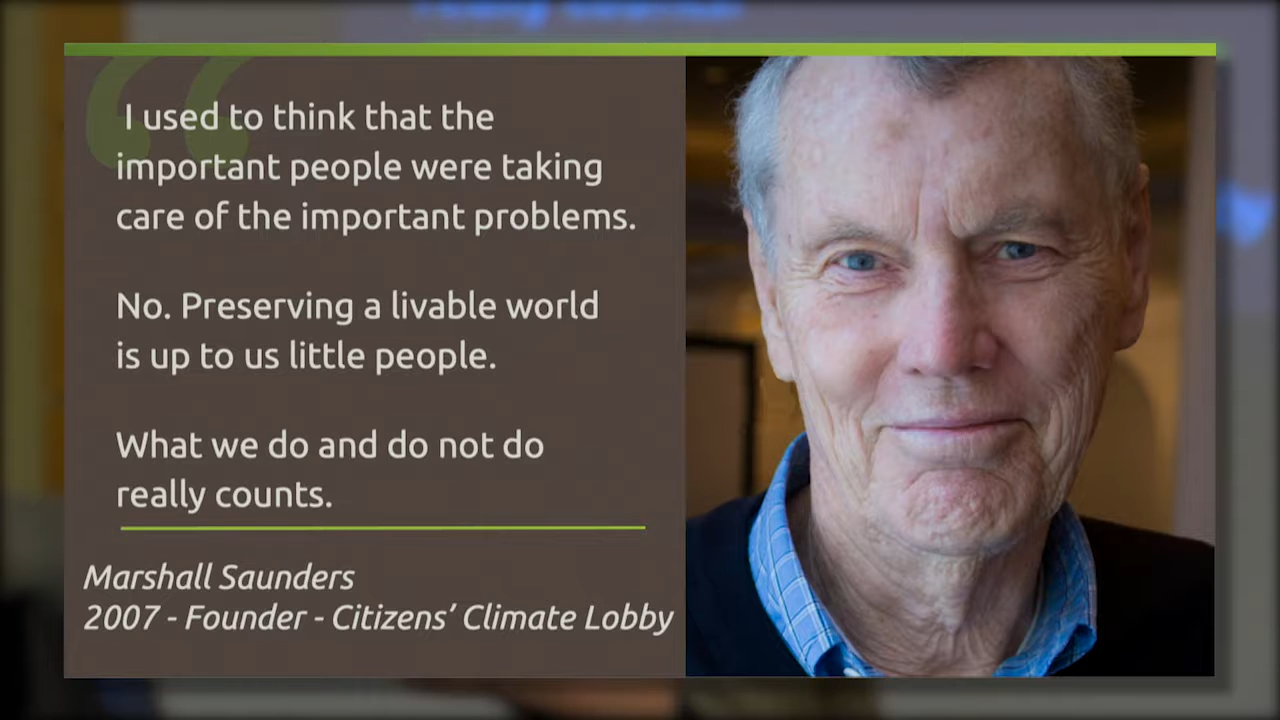 I used to think that the
important people were taking
care of the important problems.
No. Preserving a livable world
is up to us little people.
What we do and do not do
really counts.
Marshall Saunders
2007 - Founder - Citizens’ Climate Lobby